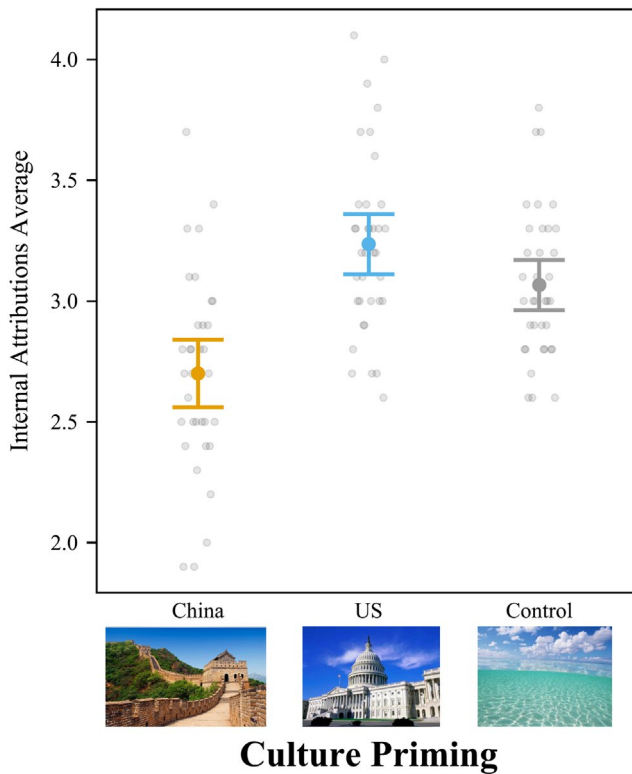 Internal Attributions Average
4.0
3.5
3.0
2.5
2.0
China US Control
Culture Priming